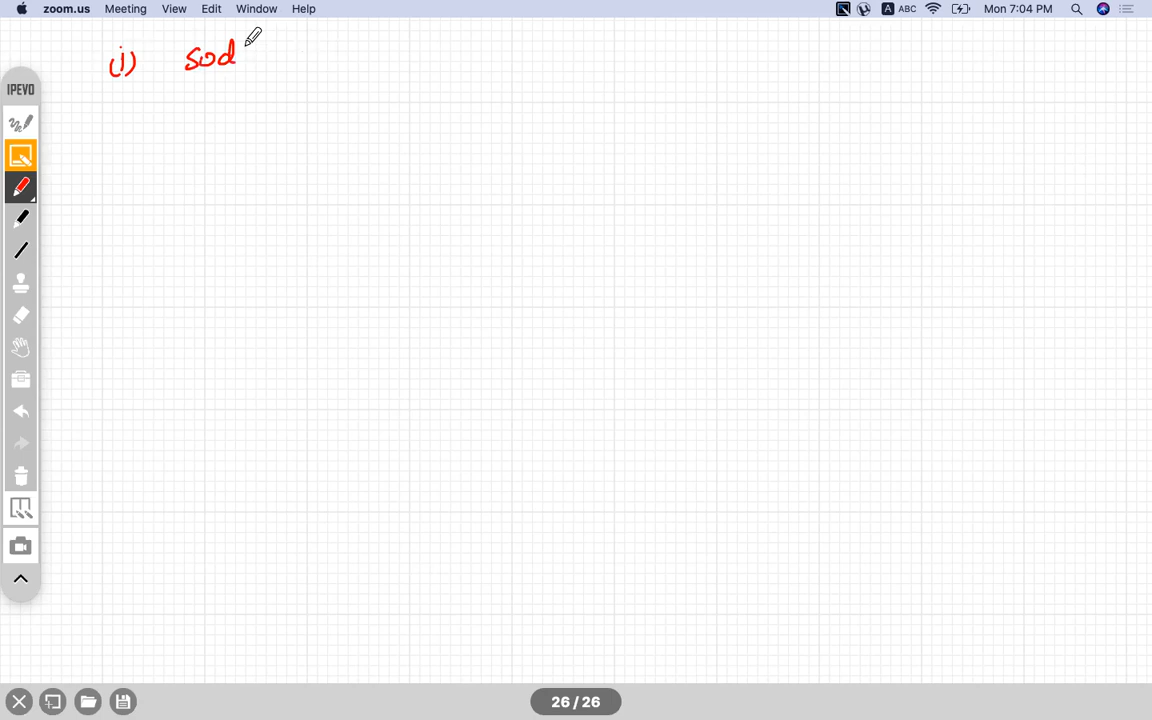 zoom.us Meeting View Window Edit Help A ABC Mon 7:04 PM
(i) sod
IPEVO
26 / 26